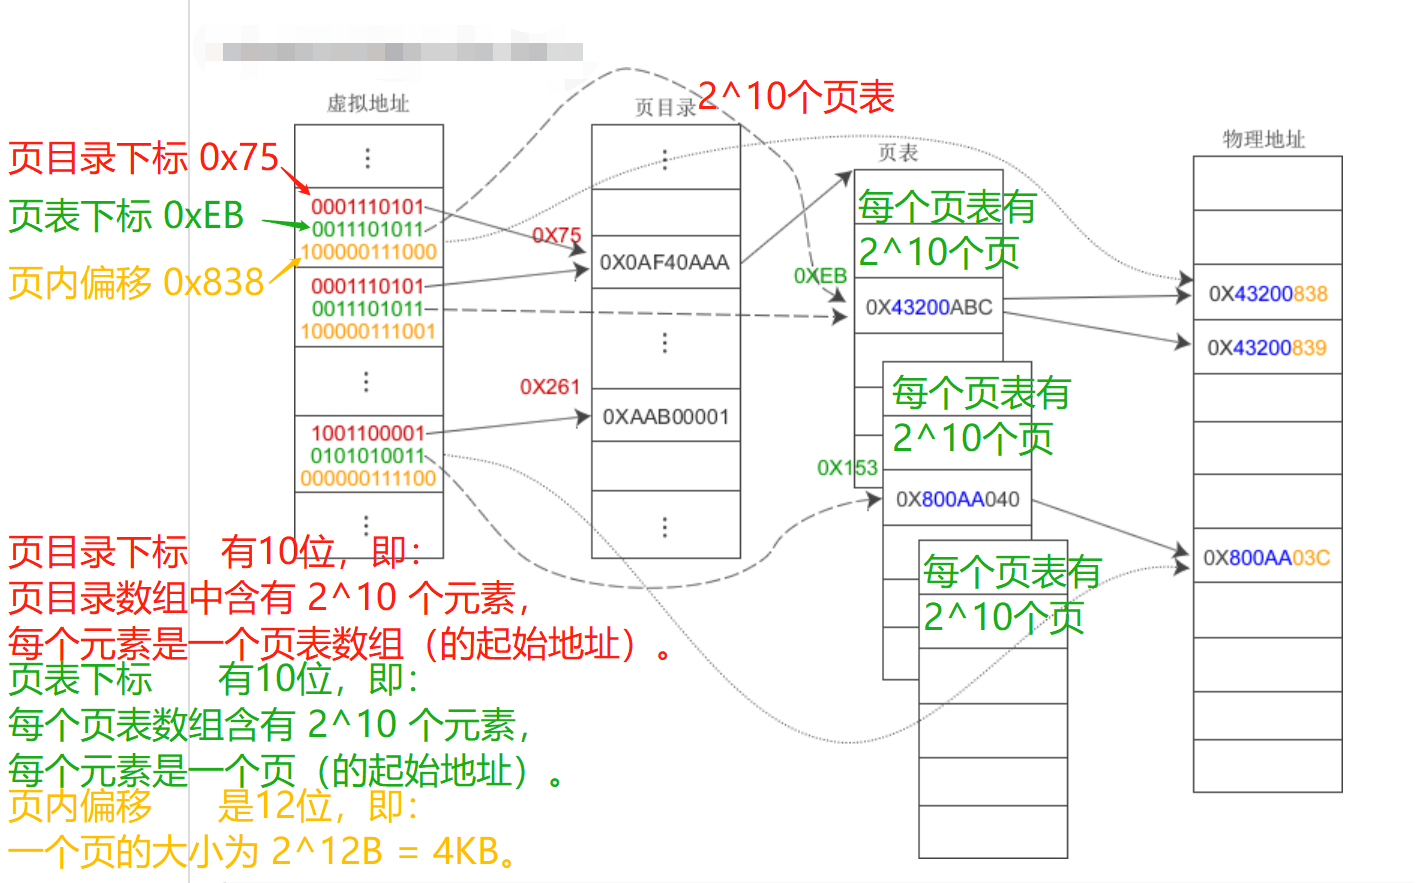 2^10个页表
虚拟地址
页目录
页表
物理地址
页目录下标 0x75
页表下标 0xEB
页内偏移 0x838
0001110101
0011101011
100000111000
0001110101
0011101011
100000111001
1001100001
0101010011
000000111100
0X75
0X0AF40AAA
0X261
0XAAB00001
每个页表有
2^10个页
0XEB
0X43200ABC
每个页表有
2^10个页
0X153
0X800AA040
每个页表有
2^10个页
0X43200838
0X43200839
0X800AA03C
页目录下标 有10位，即：
页目录数组中含有 2^10 个元素，
每个元素是一个页表数组（的起始地址）。
页表下标 有10位，即：
每个页表数组含有 2^10 个元素，
每个元素是一个页（的起始地址）。
页内偏移 是12位，即：
一个页的大小为 2^12B = 4KB。